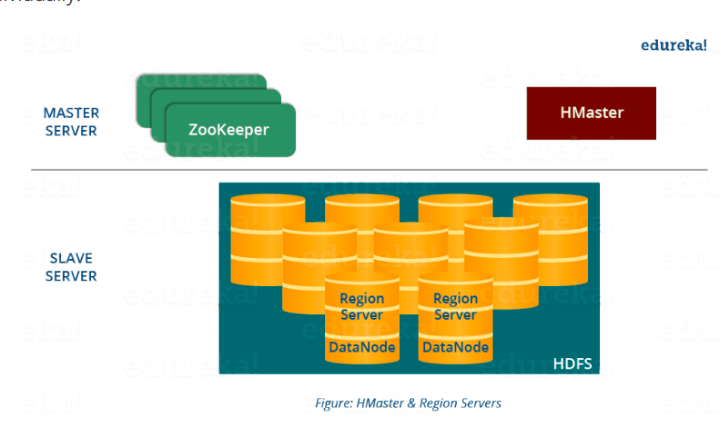 edureka!
MASTER
SERVER
ZooKeeper
HMaster
SLAVE
SERVER
Region
Server
DataNode
Region
Server
DataNode
HDFS
Figure: HMaster & Region Servers